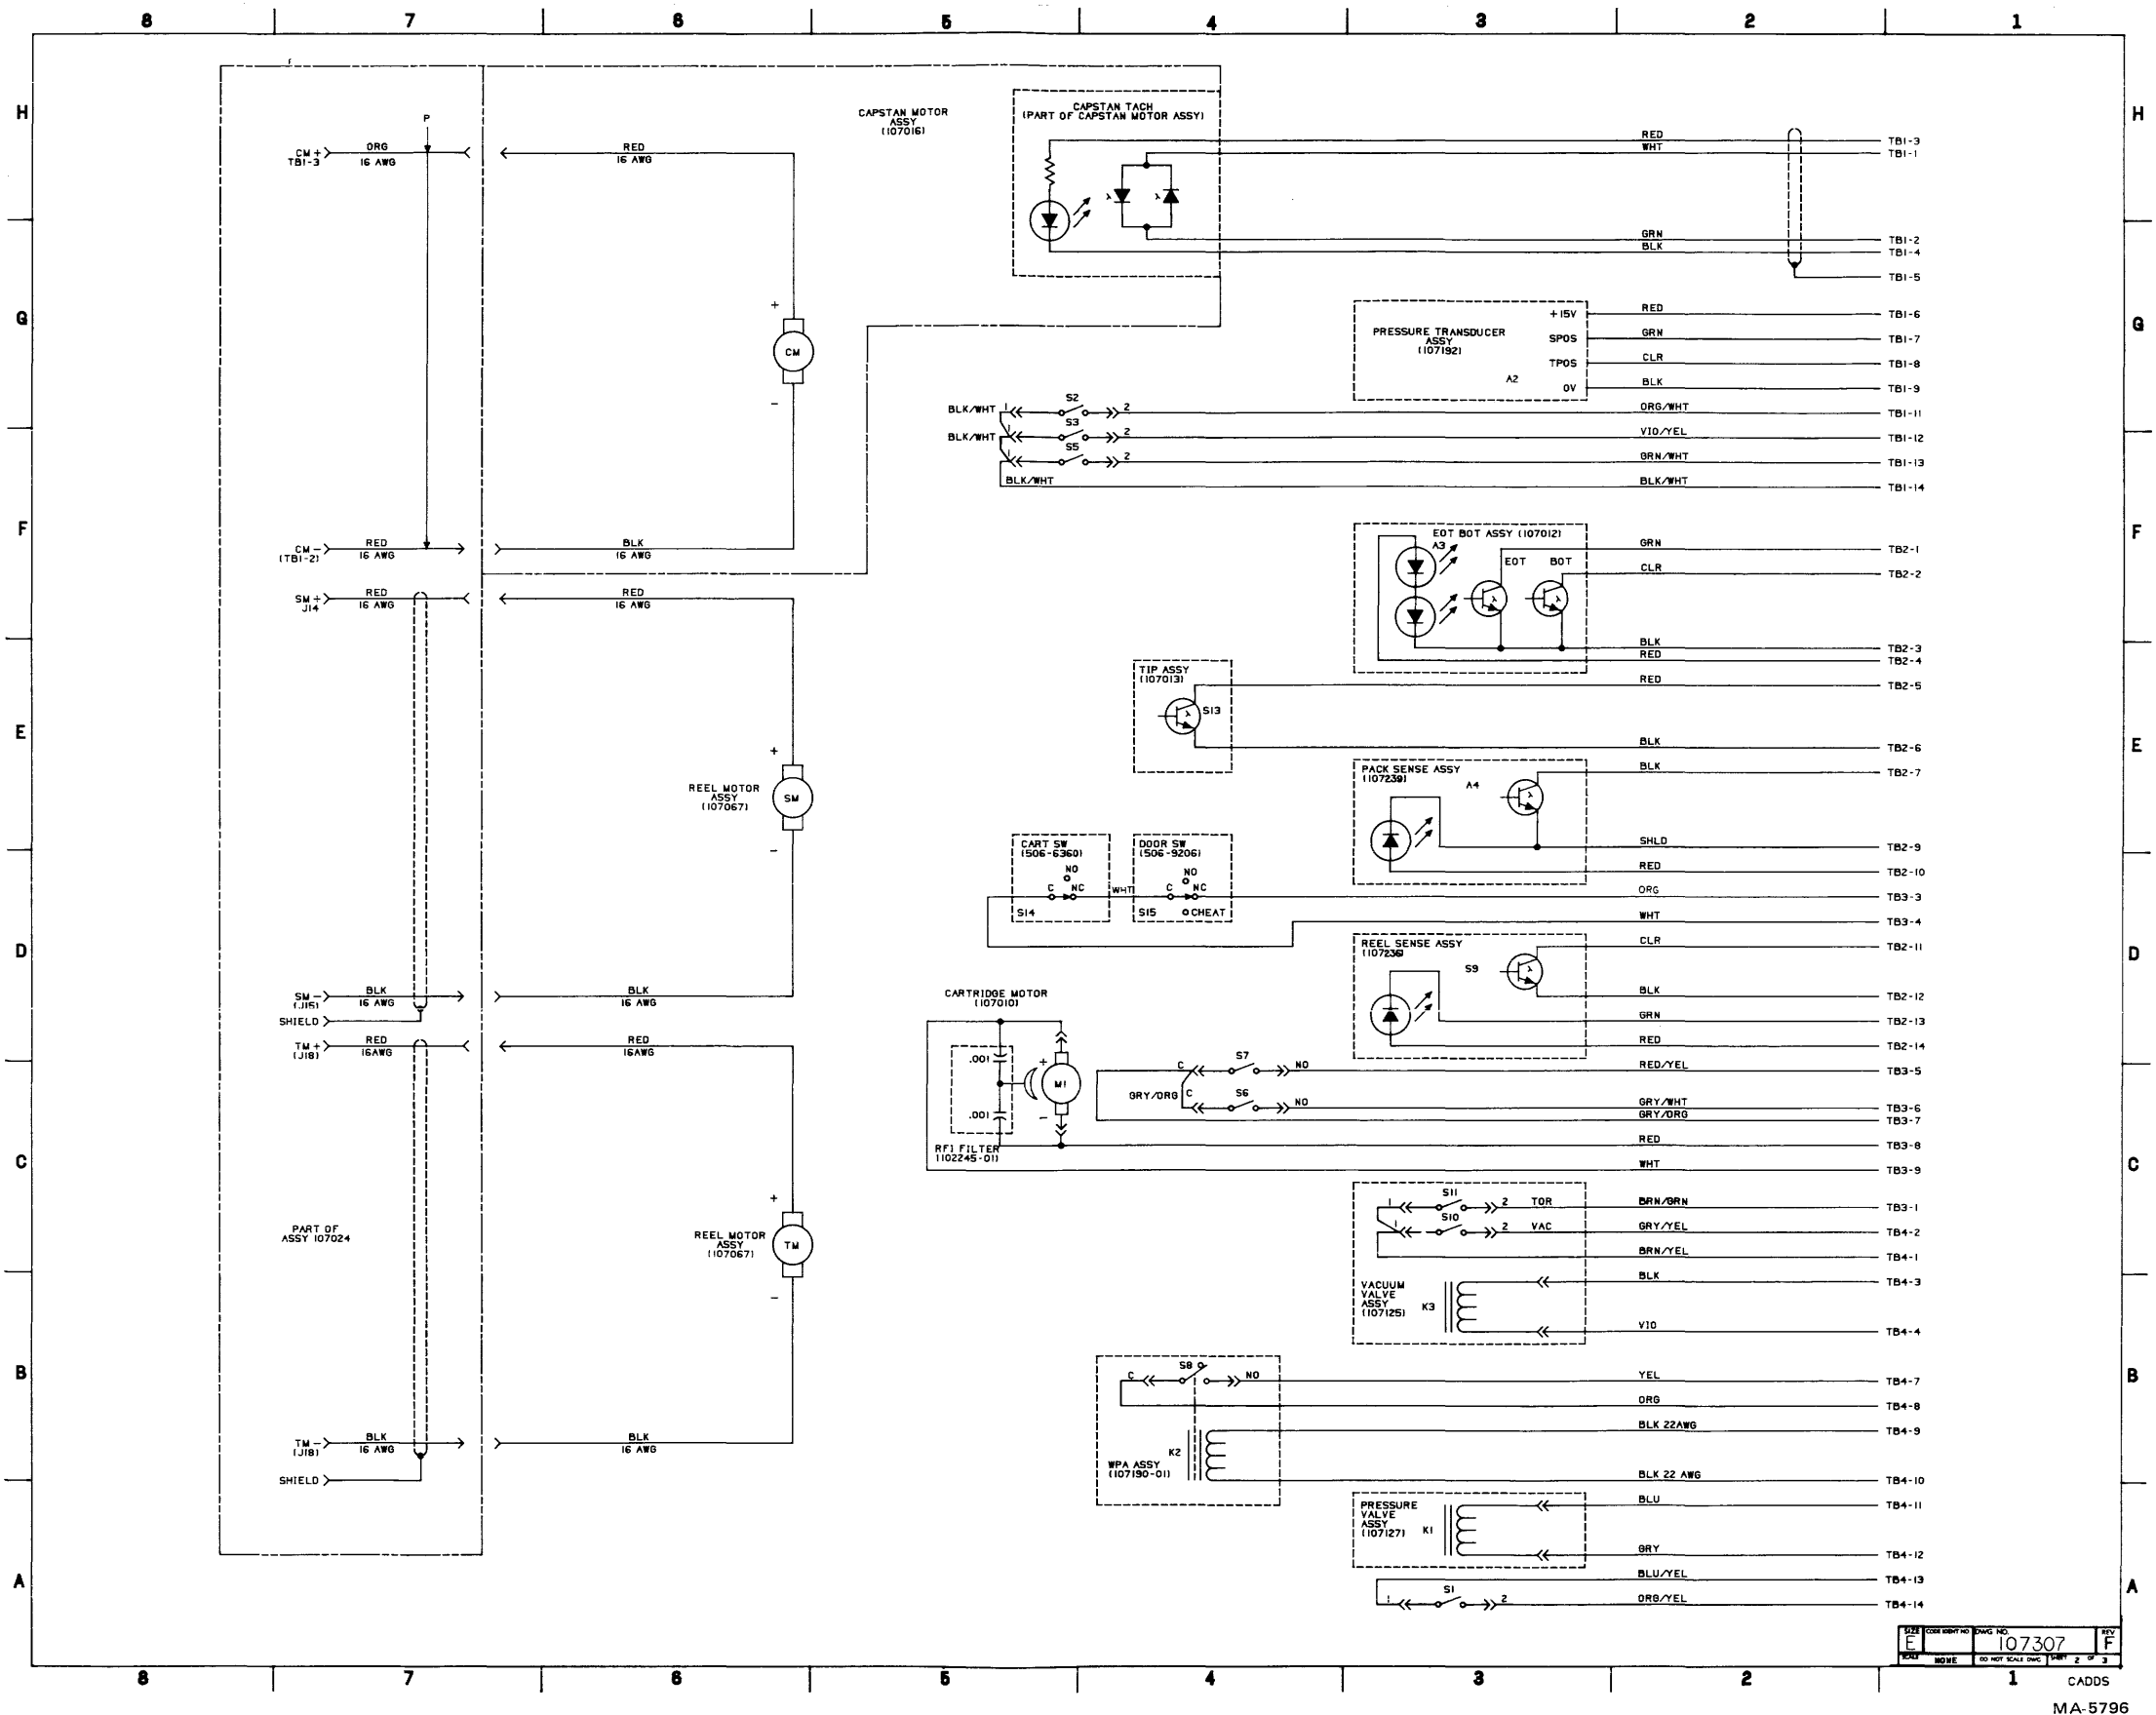 8 7 6 5 4 3 2 1
H
G
F
E
D
C
B
A
P
CM +
TB1-3
ORG
16 AWG
RED
16 AWG
CAPSTAN MOTOR
ASSY
(107016)
+
CM
-
CM -
(TB1-2)
RED
16 AWG
BLK
16 AWG
SM +
J14
RED
16 AWG
RED
16 AWG
REEL MOTOR
ASSY
(107067)
+
SM
-
SM -
(J15)
BLK
16 AWG
BLK
16 AWG
SHIELD
TM +
(J18)
RED
16AWG
RED
16AWG
PART OF
ASSY 107024
REEL MOTOR
ASSY
(107067)
+
TM
-
TM -
(J18)
BLK
16 AWG
BLK
16 AWG
SHIELD
CAPSTAN TACH
(PART OF CAPSTAN MOTOR ASSY)
λ λ
RED TB1-3
WHT TB1-1
GRN TB1-2
BLK TB1-4
TB1-5
PRESSURE TRANSDUCER
ASSY
(107192)
A2
+15V RED TB1-6
SPOS GRN TB1-7
TPOS CLR TB1-8
0V BLK TB1-9
BLK/WHT 1 S2 2 ORG/WHT TB1-11
BLK/WHT 1 S3 2 VIO/YEL TB1-12
1 S5 2 GRN/WHT TB1-13
BLK/WHT BLK/WHT TB1-14
EOT BOT ASSY (107012)
A3
EOT BOT
λ λ
GRN TB2-1
CLR TB2-2
BLK TB2-3
RED TB2-4
TIP ASSY
(107013)
λ S13
RED TB2-5
BLK TB2-6
PACK SENSE ASSY
(107239)
A4
λ
BLK TB2-7
SHLD TB2-9
RED TB2-10
CART SW
(506-6360)
NO
C NC
S14
WHT
DOOR SW
(506-9206)
NO
C NC
S15 CHEAT
ORG TB3-3
WHT TB3-4
REEL SENSE ASSY
(107236)
S9
λ
CLR TB2-11
BLK TB2-12
GRN TB2-13
RED TB2-14
CARTRIDGE MOTOR
(107010)
.001
.001
+
M1
-
RFI FILTER
(102245-01)
C S7 NO RED/YEL TB3-5
GRY/ORG C S6 NO GRY/WHT TB3-6
GRY/ORG TB3-7
RED TB3-8
WHT TB3-9
1 S11 2 TOR BRN/GRN TB3-1
1 S10 2 VAC GRY/YEL TB4-2
BRN/YEL TB4-1
VACUUM
VALVE
ASSY
(107125)
K3
BLK TB4-3
VIO TB4-4
C S8 NO YEL TB4-7
ORG TB4-8
K2
WPA ASSY
(107190-01)
BLK 22AWG TB4-9
BLK 22 AWG TB4-10
PRESSURE
VALVE
ASSY
(107127)
K1
BLU TB4-11
GRY TB4-12
BLU/YEL TB4-13
1 S1 2 ORG/YEL TB4-14
H
G
F
E
D
C
B
A
SIZE
E
CODE IDENT NO
DWG NO.
107307
REV
F
SCALE NONE
DO NOT SCALE DWG
SHEET 2 OF 3
8 7 6 5 4 3 2 1
CADDS
MA-5796